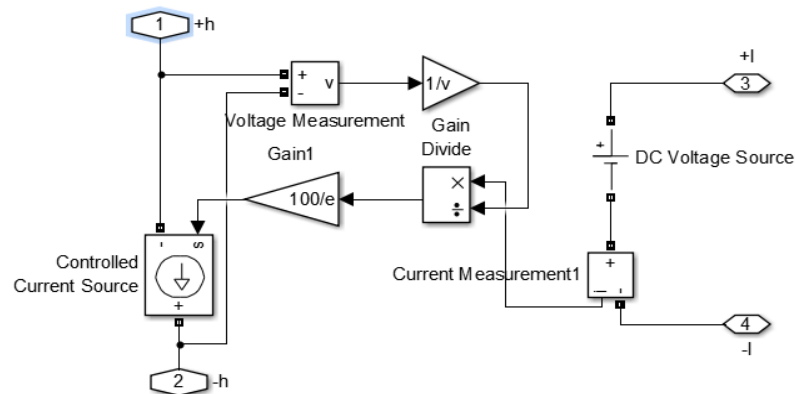 1 +h
+ v
-
Voltage Measurement
1/v
Gain
+l
3
+
DC Voltage Source
Divide
×
÷
Gain1
100/e
- s
+
Controlled
Current Source
Current Measurement1
+
i -
4
-l
2 -h